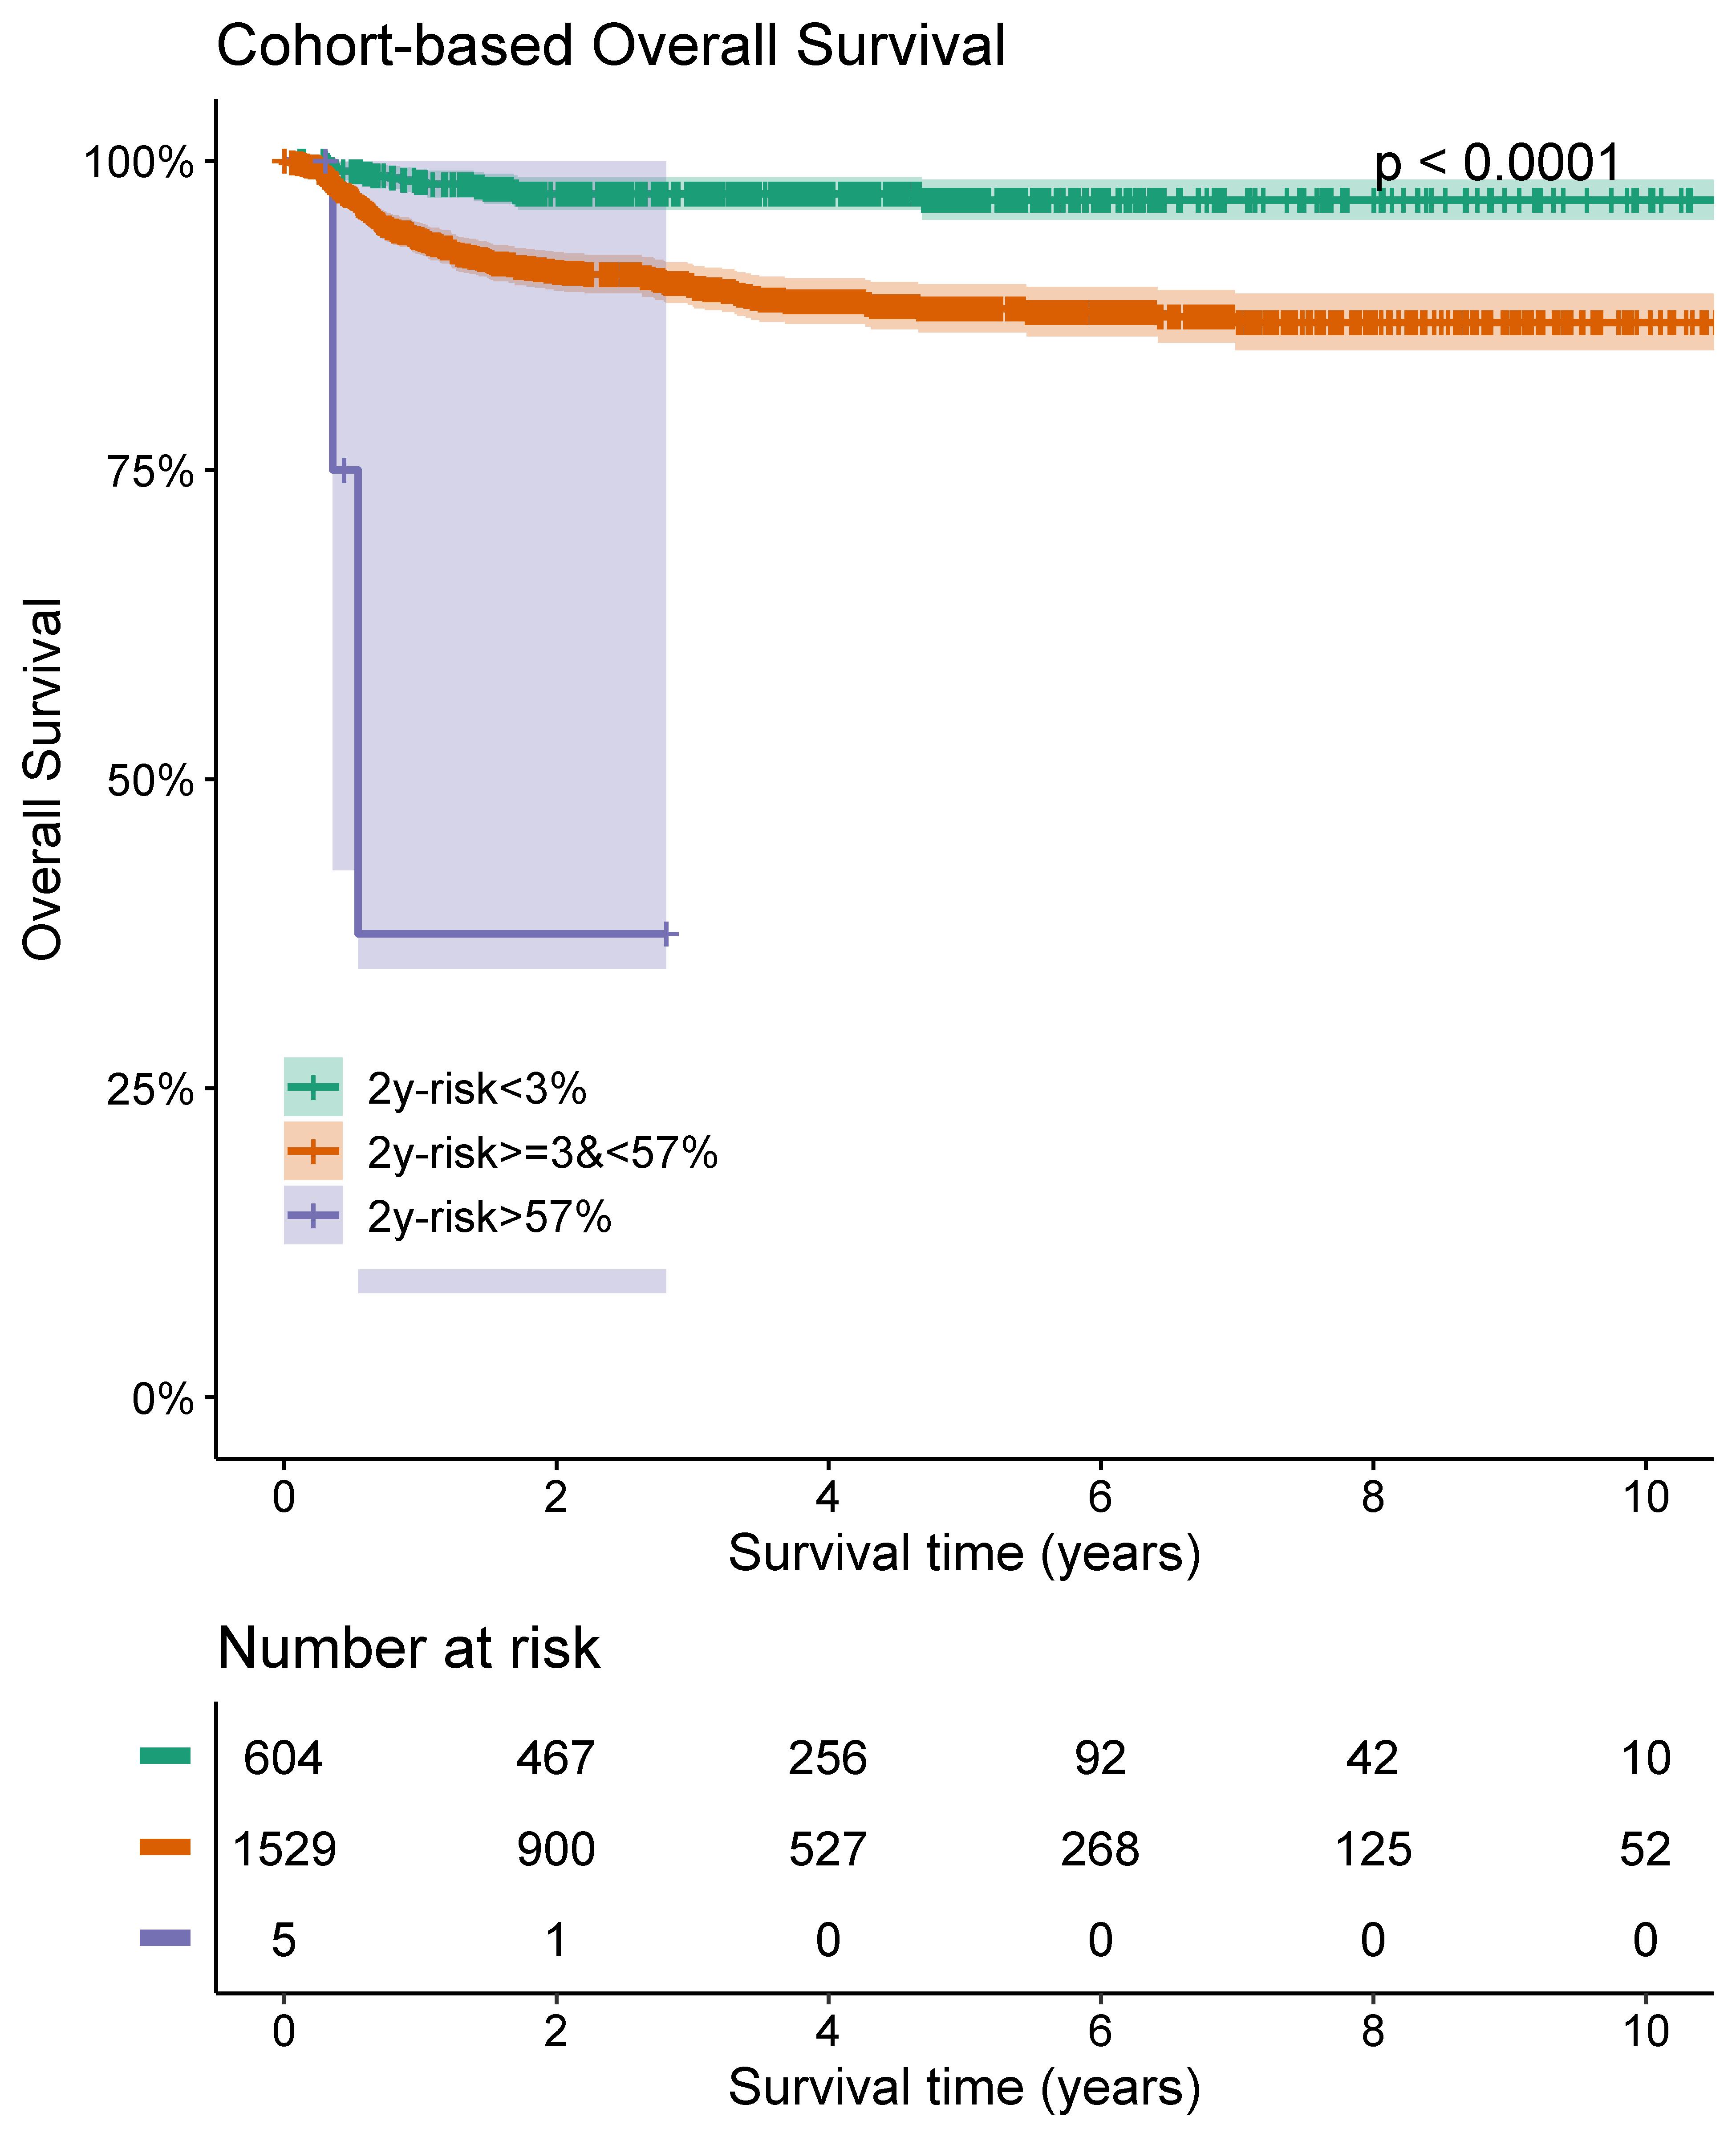 Cohort-based Overall Survival
p < 0.0001
100%
75%
50%
25%
0%
Overall Survival
2y-risk<3%
2y-risk>=3&<57%
2y-risk>57%
0 2 4 6 8 10
Survival time (years)
Number at risk
604 467 256 92 42 10
1529 900 527 268 125 52
5 1 0 0 0 0
0 2 4 6 8 10
Survival time (years)